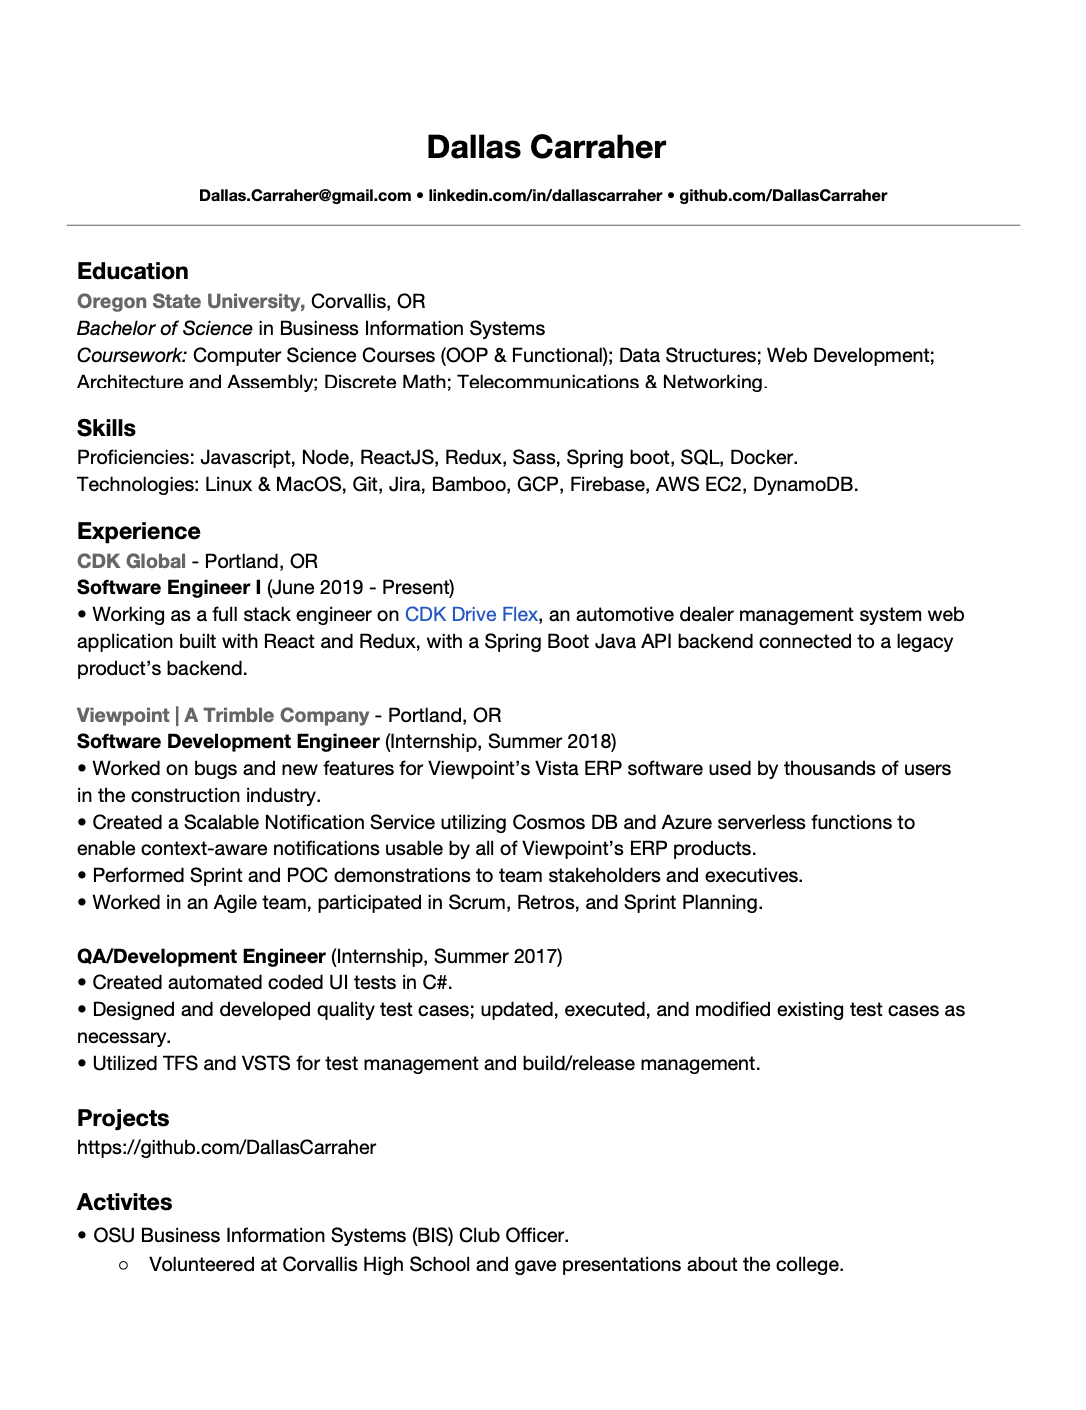 Dallas Carraher
Dallas.Carraher@gmail.com • linkedin.com/in/dallascarraher • github.com/DallasCarraher
Education
Oregon State University, Corvallis, OR
Bachelor of Science in Business Information Systems
Coursework: Computer Science Courses (OOP & Functional); Data Structures; Web Development;
Architecture and Assembly; Discrete Math; Telecommunications & Networking.
Skills
Proficiencies: Javascript, Node, ReactJS, Redux, Sass, Spring boot, SQL, Docker.
Technologies: Linux & MacOS, Git, Jira, Bamboo, GCP, Firebase, AWS EC2, DynamoDB.
Experience
CDK Global - Portland, OR
Software Engineer I (June 2019 - Present)
• Working as a full stack engineer on CDK Drive Flex, an automotive dealer management system web
application built with React and Redux, with a Spring Boot Java API backend connected to a legacy
product’s backend.
Viewpoint | A Trimble Company - Portland, OR
Software Development Engineer (Internship, Summer 2018)
• Worked on bugs and new features for Viewpoint’s Vista ERP software used by thousands of users
in the construction industry.
• Created a Scalable Notification Service utilizing Cosmos DB and Azure serverless functions to
enable context-aware notifications usable by all of Viewpoint’s ERP products.
• Performed Sprint and POC demonstrations to team stakeholders and executives.
• Worked in an Agile team, participated in Scrum, Retros, and Sprint Planning.
QA/Development Engineer (Internship, Summer 2017)
• Created automated coded UI tests in C#.
• Designed and developed quality test cases; updated, executed, and modified existing test cases as
necessary.
• Utilized TFS and VSTS for test management and build/release management.
Projects
https://github.com/DallasCarraher
Activites
• OSU Business Information Systems (BIS) Club Officer.
○ Volunteered at Corvallis High School and gave presentations about the college.